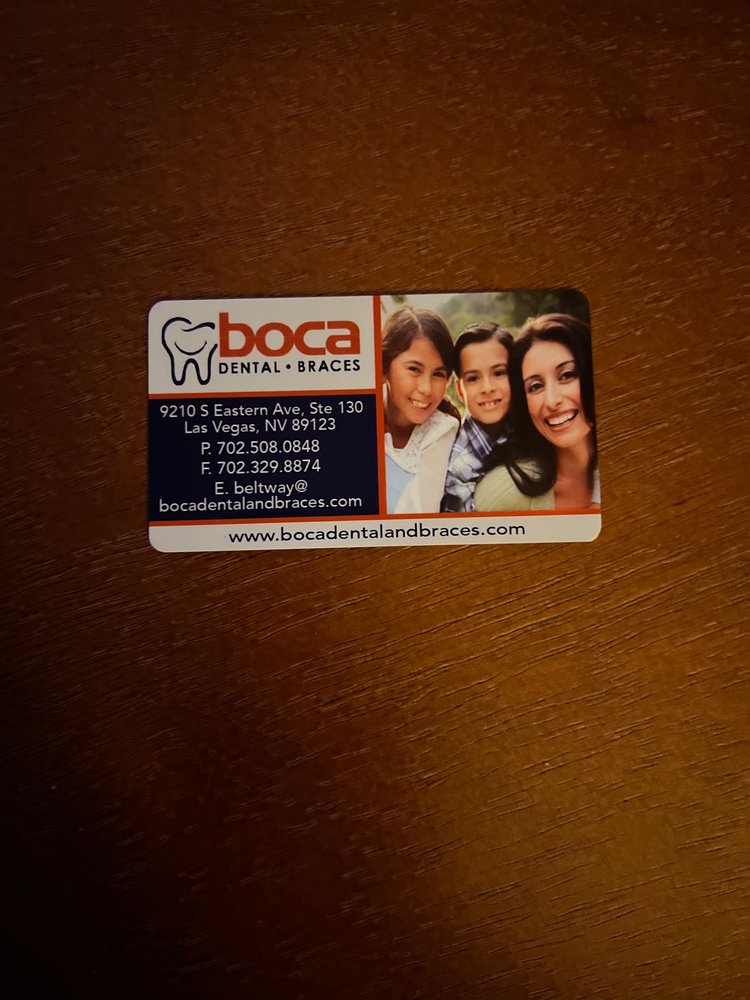 boca
DENTAL • BRACES
9210 S Eastern Ave, Ste 130
Las Vegas, NV 89123
P. 702.508.0848
F. 702.329.8874
E. beltway@
bocadentalandbraces.com
www.bocadentalandbraces.com